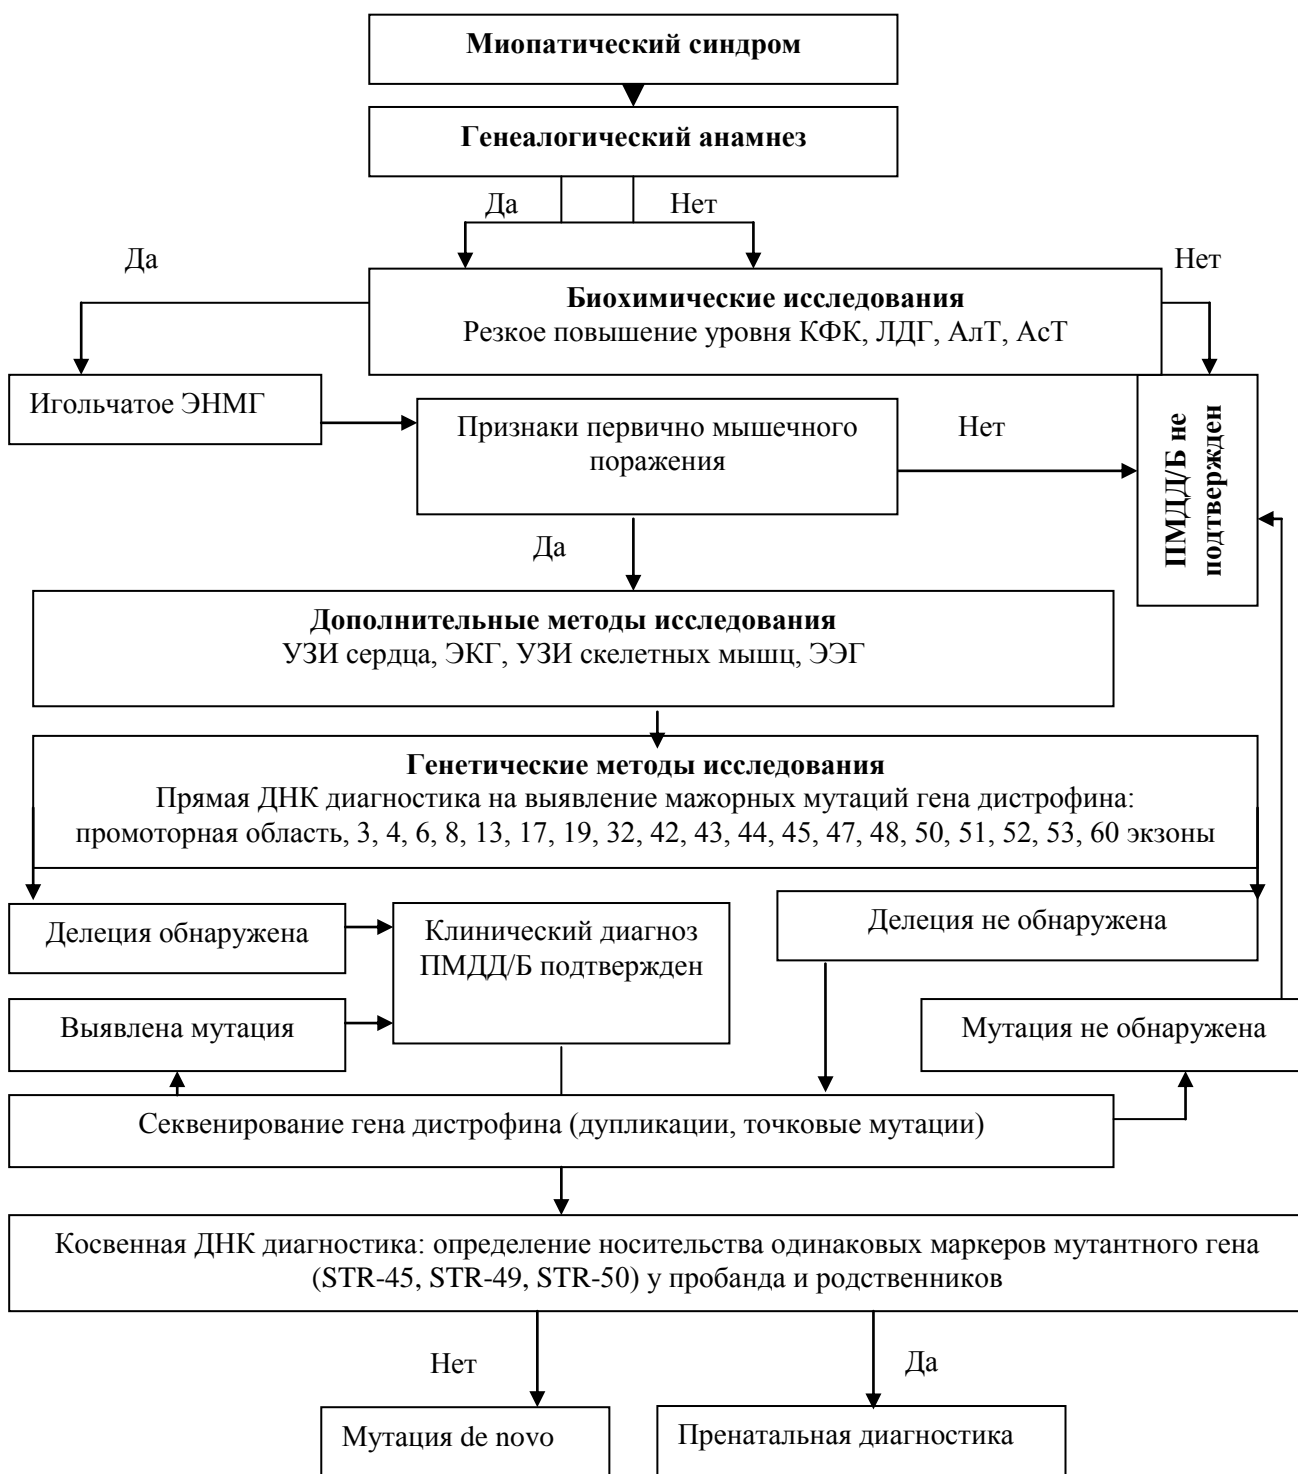 Миопатический синдром
Генеалогический анамнез
Да
Нет
Да
Нет
Биохимические исследования
Резкое повышение уровня КФК, ЛДГ, АлТ, АсТ
Игольчатое ЭНМГ
Признаки первично мышечного
поражения
Нет
ПМДД/Б не
подтвержден
Да
Дополнительные методы исследования
УЗИ сердца, ЭКГ, УЗИ скелетных мышц, ЭЭГ
Генетические методы исследования
Прямая ДНК диагностика на выявление мажорных мутаций гена дистрофина:
промоторная область, 3, 4, 6, 8, 13, 17, 19, 32, 42, 43, 44, 45, 47, 48, 50, 51, 52, 53, 60 экзоны
Делеция обнаружена
Клинический диагноз
ПМДД/Б подтвержден
Делеция не обнаружена
Выявлена мутация
Мутация не обнаружена
Секвенирование гена дистрофина (дупликации, точковые мутации)
Косвенная ДНК диагностика: определение носительства одинаковых маркеров мутантного гена
(STR-45, STR-49, STR-50) у пробанда и родственников
Нет
Да
Мутация de novo
Пренатальная диагностика